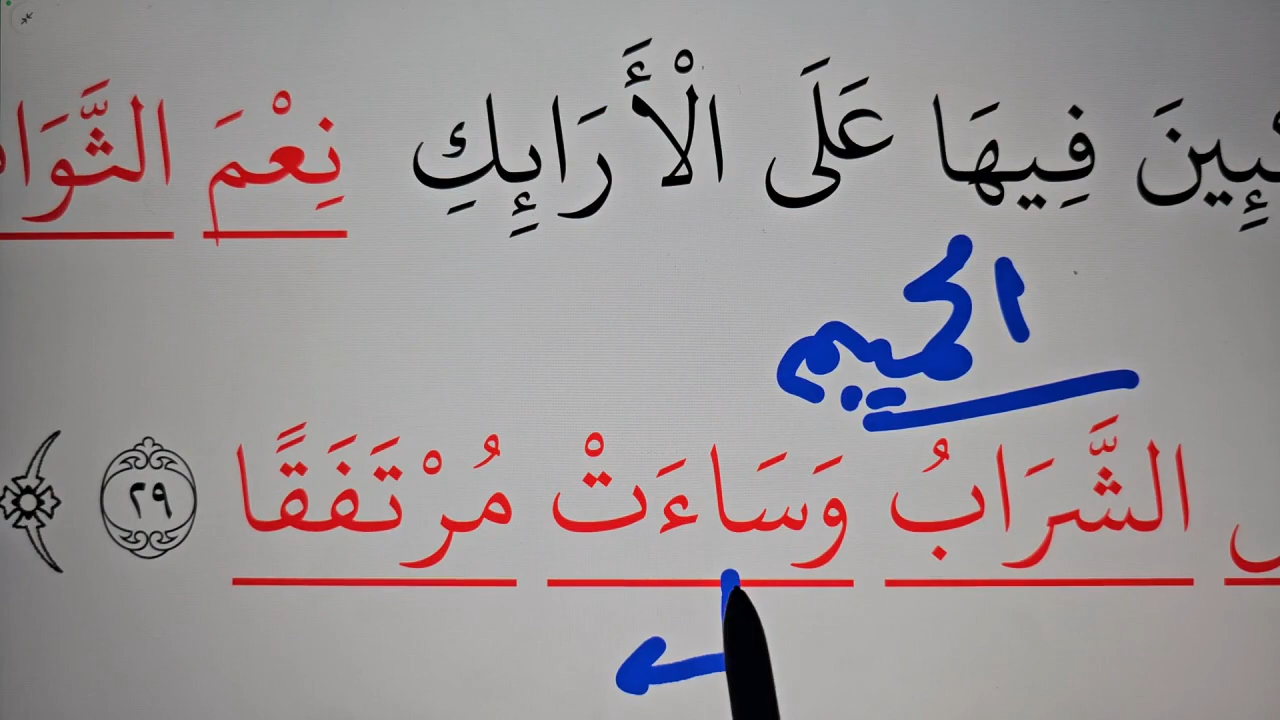 فِيهَا عَلَى الْأَرَائِكِ نِعْمَ
الحميم
الشَّرَابُ وَسَاءَتْ مُرْتَفَقًا ٢٩